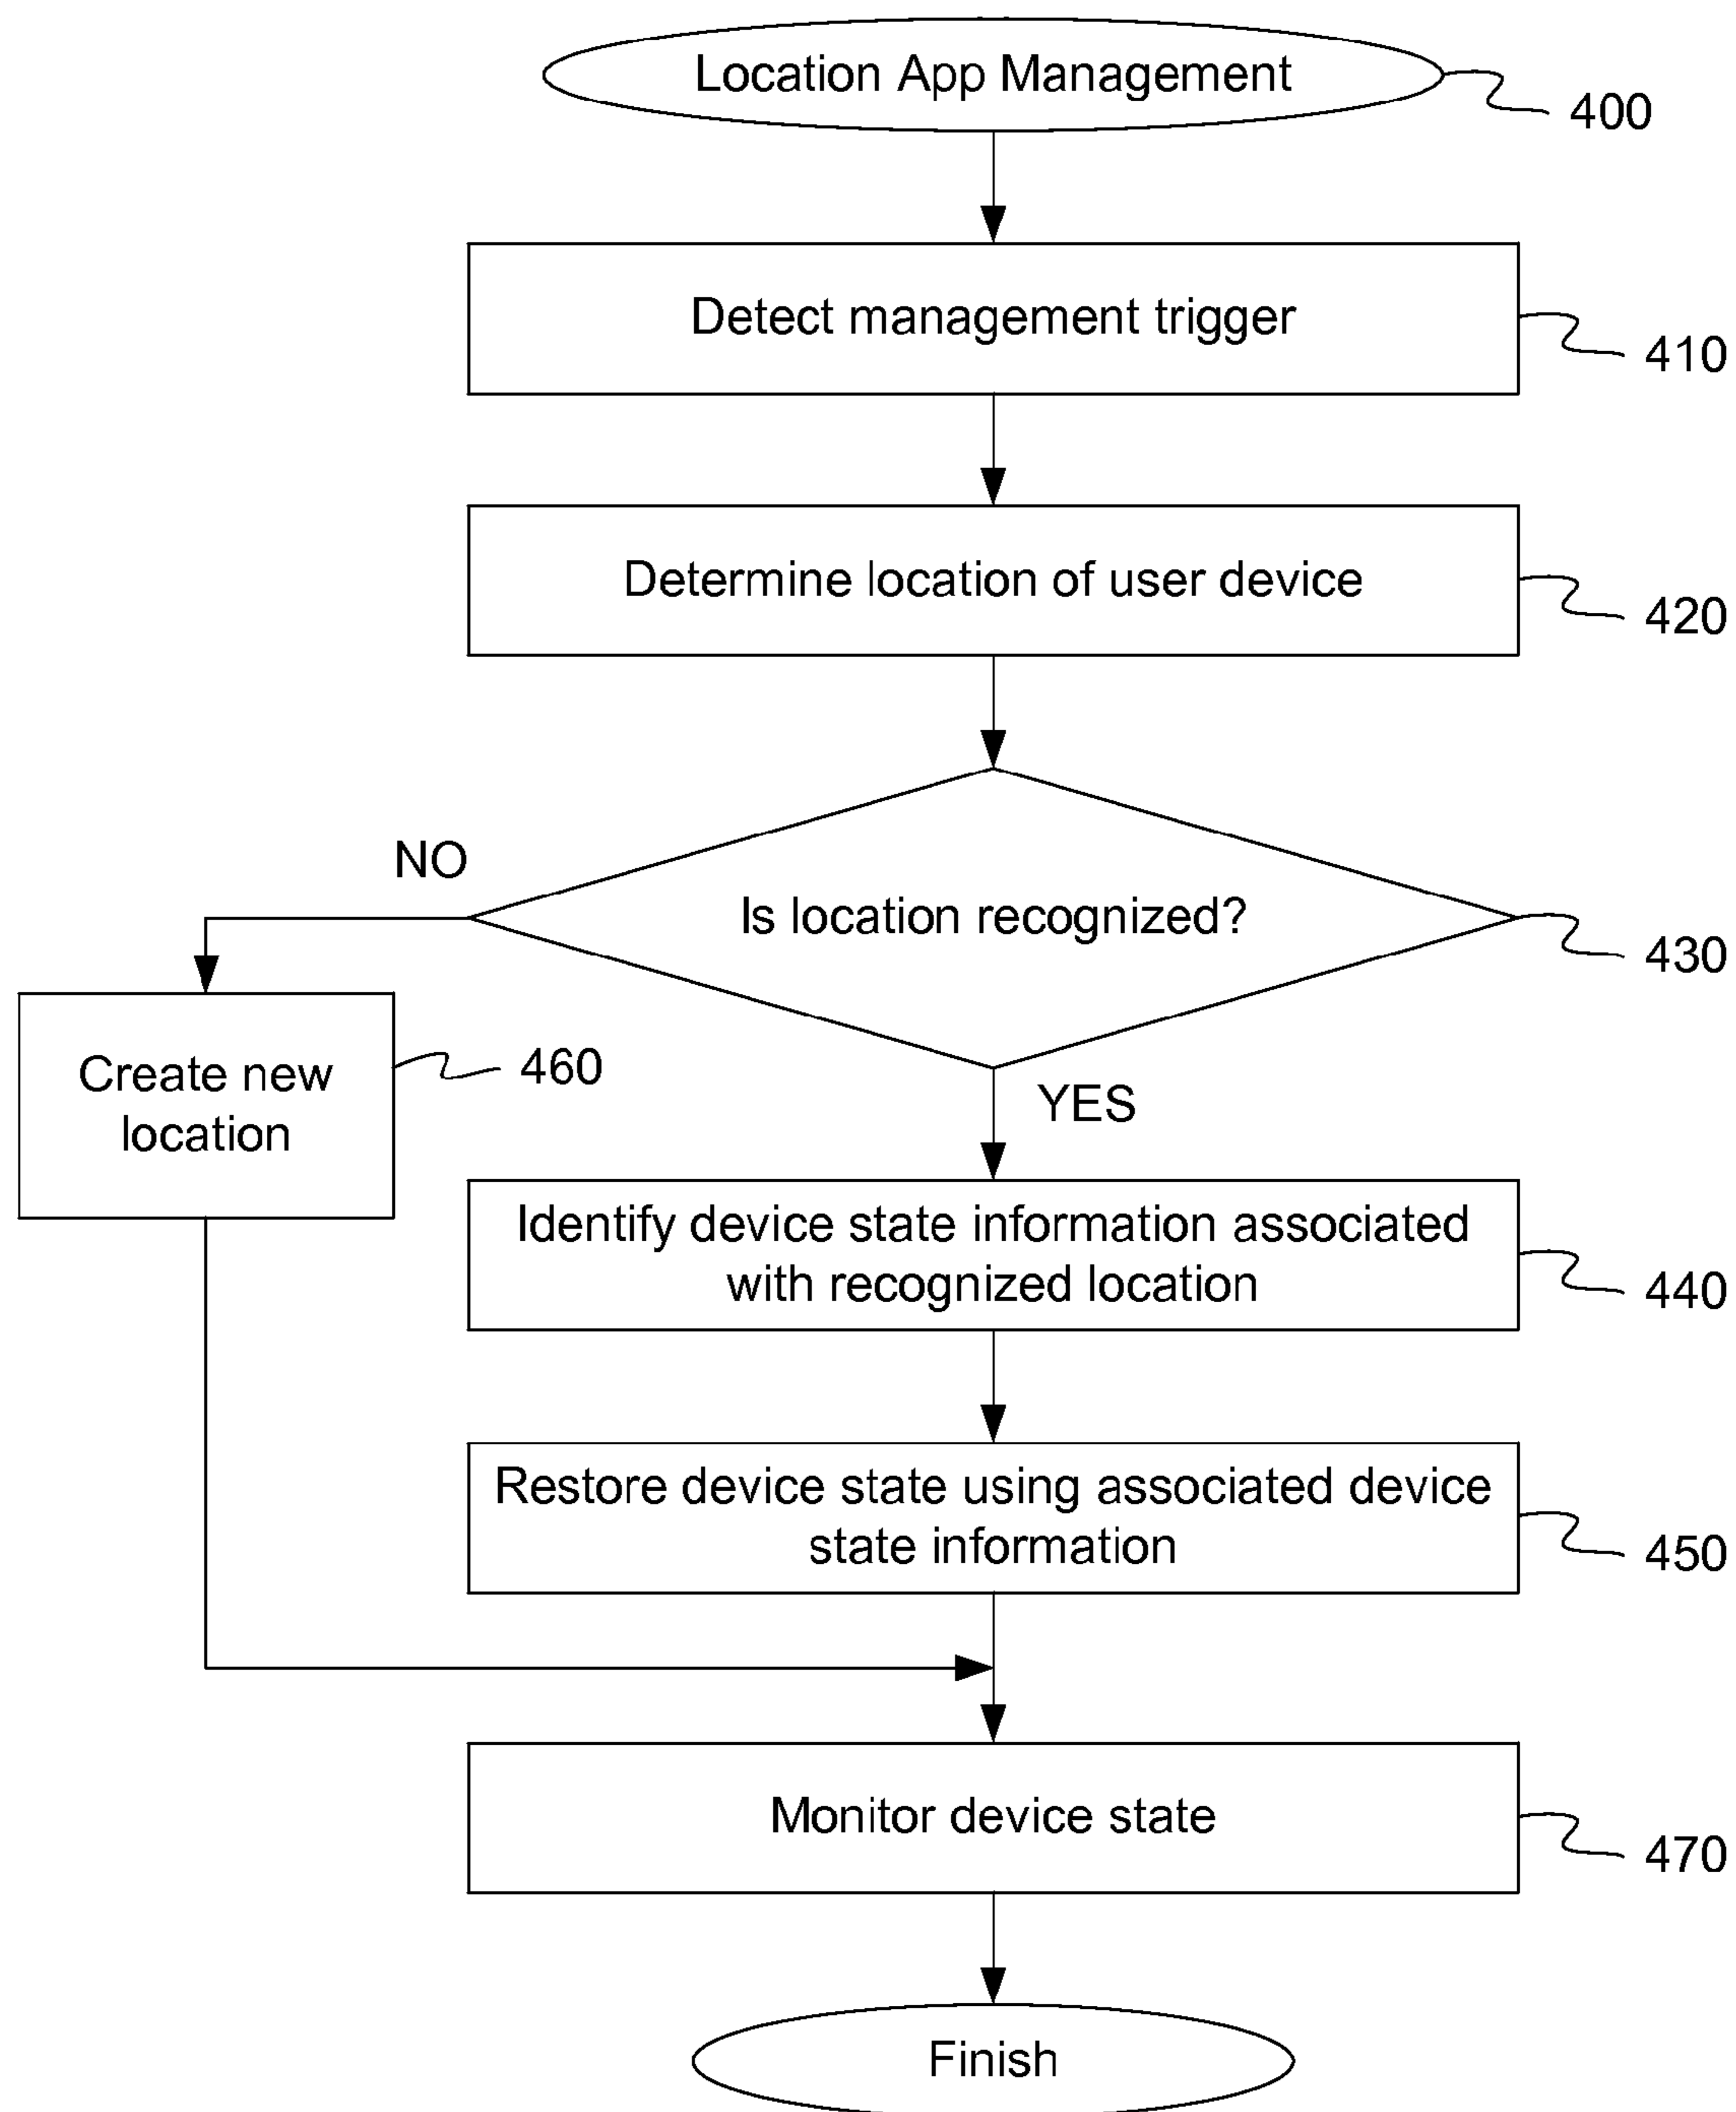 Location App Management
400
Detect management trigger
410
Determine location of user device
420
NO
Is location recognized?
430
Create new
location
460
YES
Identify device state information associated
with recognized location
440
Restore device state using associated device
state information
450
Monitor device state
470
Finish